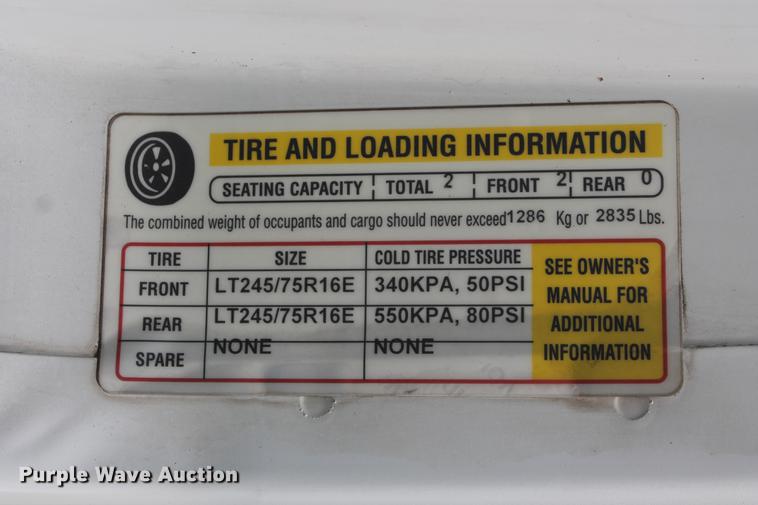 TIRE AND LOADING INFORMATION
SEATING CAPACITY TOTAL 2 FRONT 2 REAR 0
The combined weight of occupants and cargo should never exceed 1286 Kg or 2835 Lbs.
TIRE SIZE COLD TIRE PRESSURE
FRONT LT245/75R16E 340KPA, 50PSI
REAR LT245/75R16E 550KPA, 80PSI
SPARE NONE NONE
SEE OWNER'S
MANUAL FOR
ADDITIONAL
INFORMATION
Purple Wave Auction